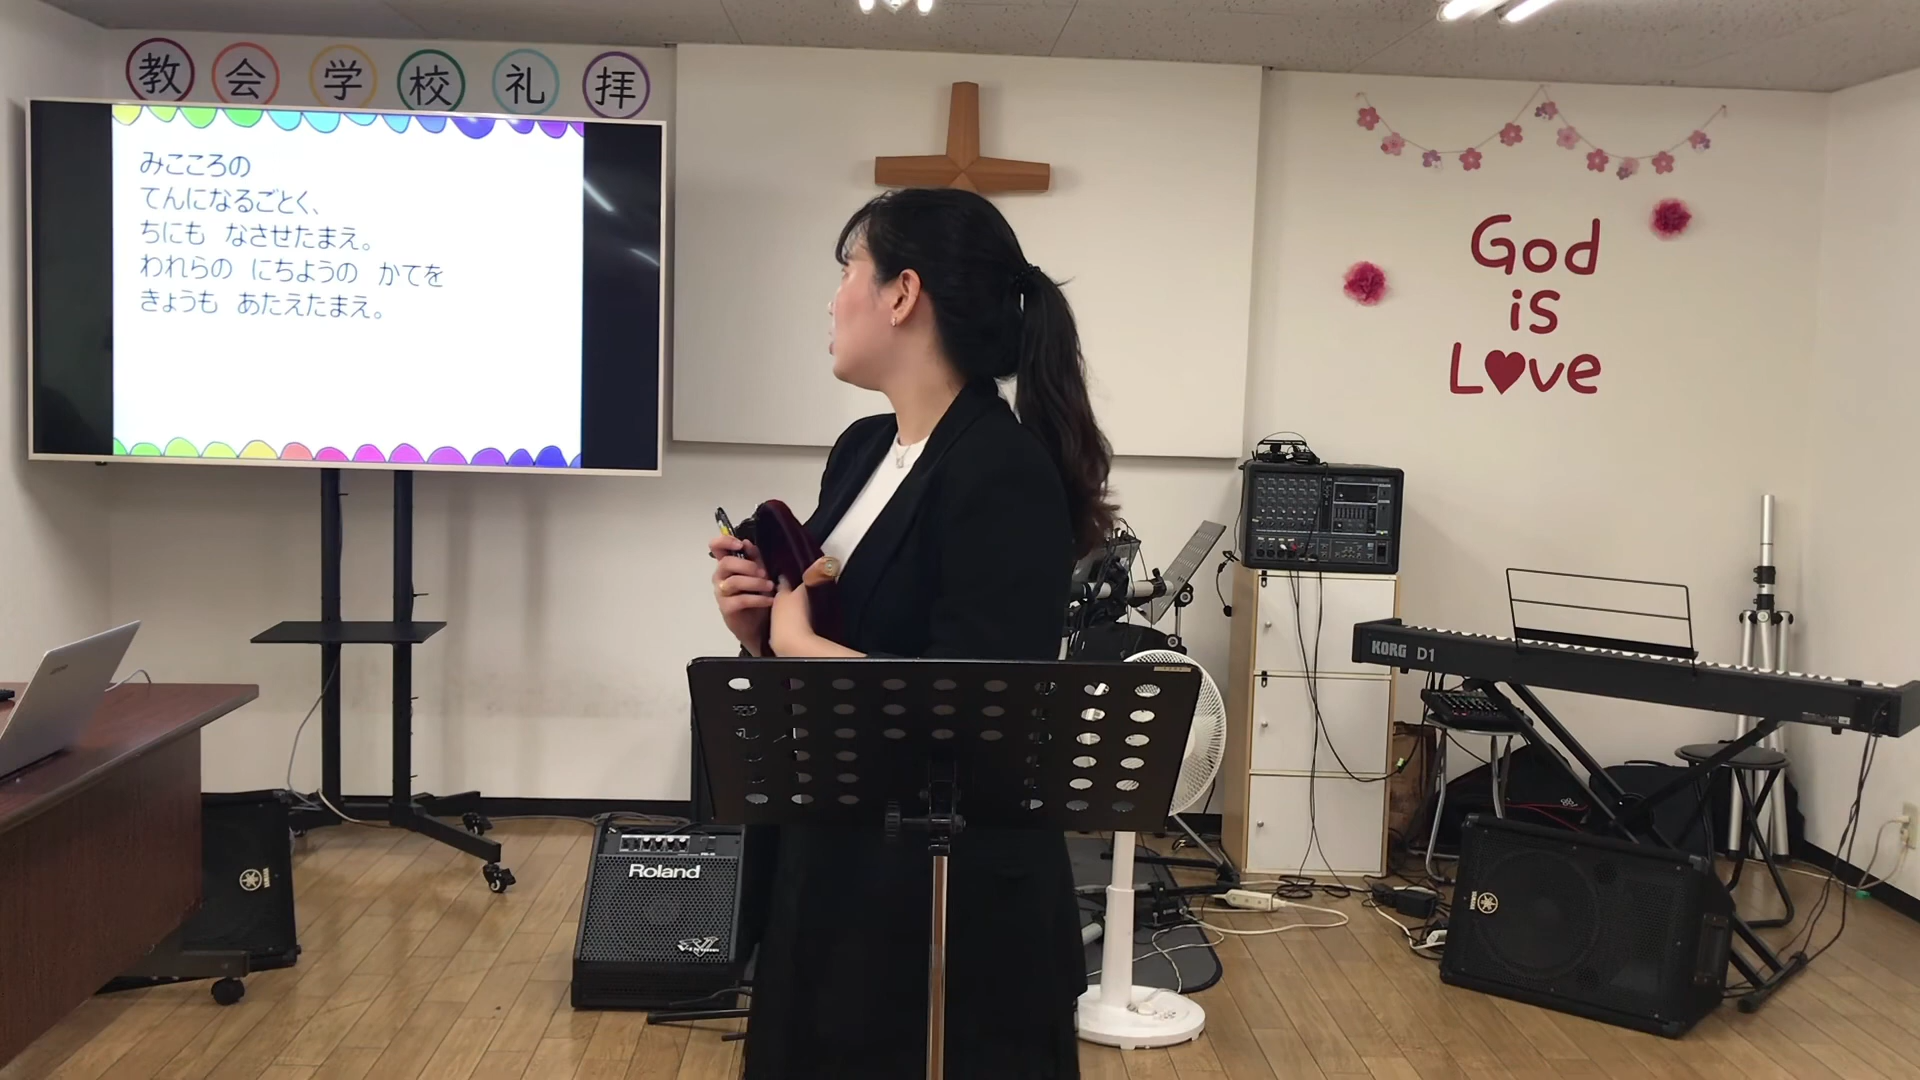 教会学校礼拝
みこころの
てんになるごとく、
ちにも なさせたまえ。
われらの にちようの かてを
きょうも あたえたまえ。
God
is
L♥ve
KORG D1
Roland